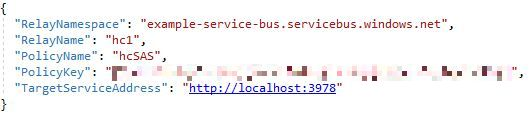 {
"RelayNamespace": "example-service-bus.servicebus.windows.net",
"RelayName": "hc1",
"PolicyName": "hcSAS",
"PolicyKey": "",
"TargetServiceAddress": "http://localhost:3978"
}